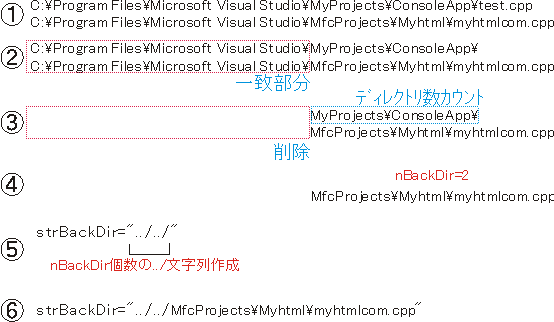 ① C:¥Program Files¥Microsoft Visual Studio¥MyProjects¥ConsoleApp¥test.cpp
C:¥Program Files¥Microsoft Visual Studio¥MfcProjects¥Myhtml¥myhtmlcom.cpp
② C:¥Program Files¥Microsoft Visual Studio¥MyProjects¥ConsoleApp¥
C:¥Program Files¥Microsoft Visual Studio¥MfcProjects¥Myhtml¥myhtmlcom.cpp
一致部分
ディレクトリ数カウント
③ MyProjects¥ConsoleApp¥
MfcProjects¥Myhtml¥myhtmlcom.cpp
削除
④ nBackDir=2
MfcProjects¥Myhtml¥myhtmlcom.cpp
⑤ strBackDir="../../"
nBackDir個数の../文字列作成
⑥ strBackDir="../../MfcProjects¥Myhtml¥myhtmlcom.cpp"